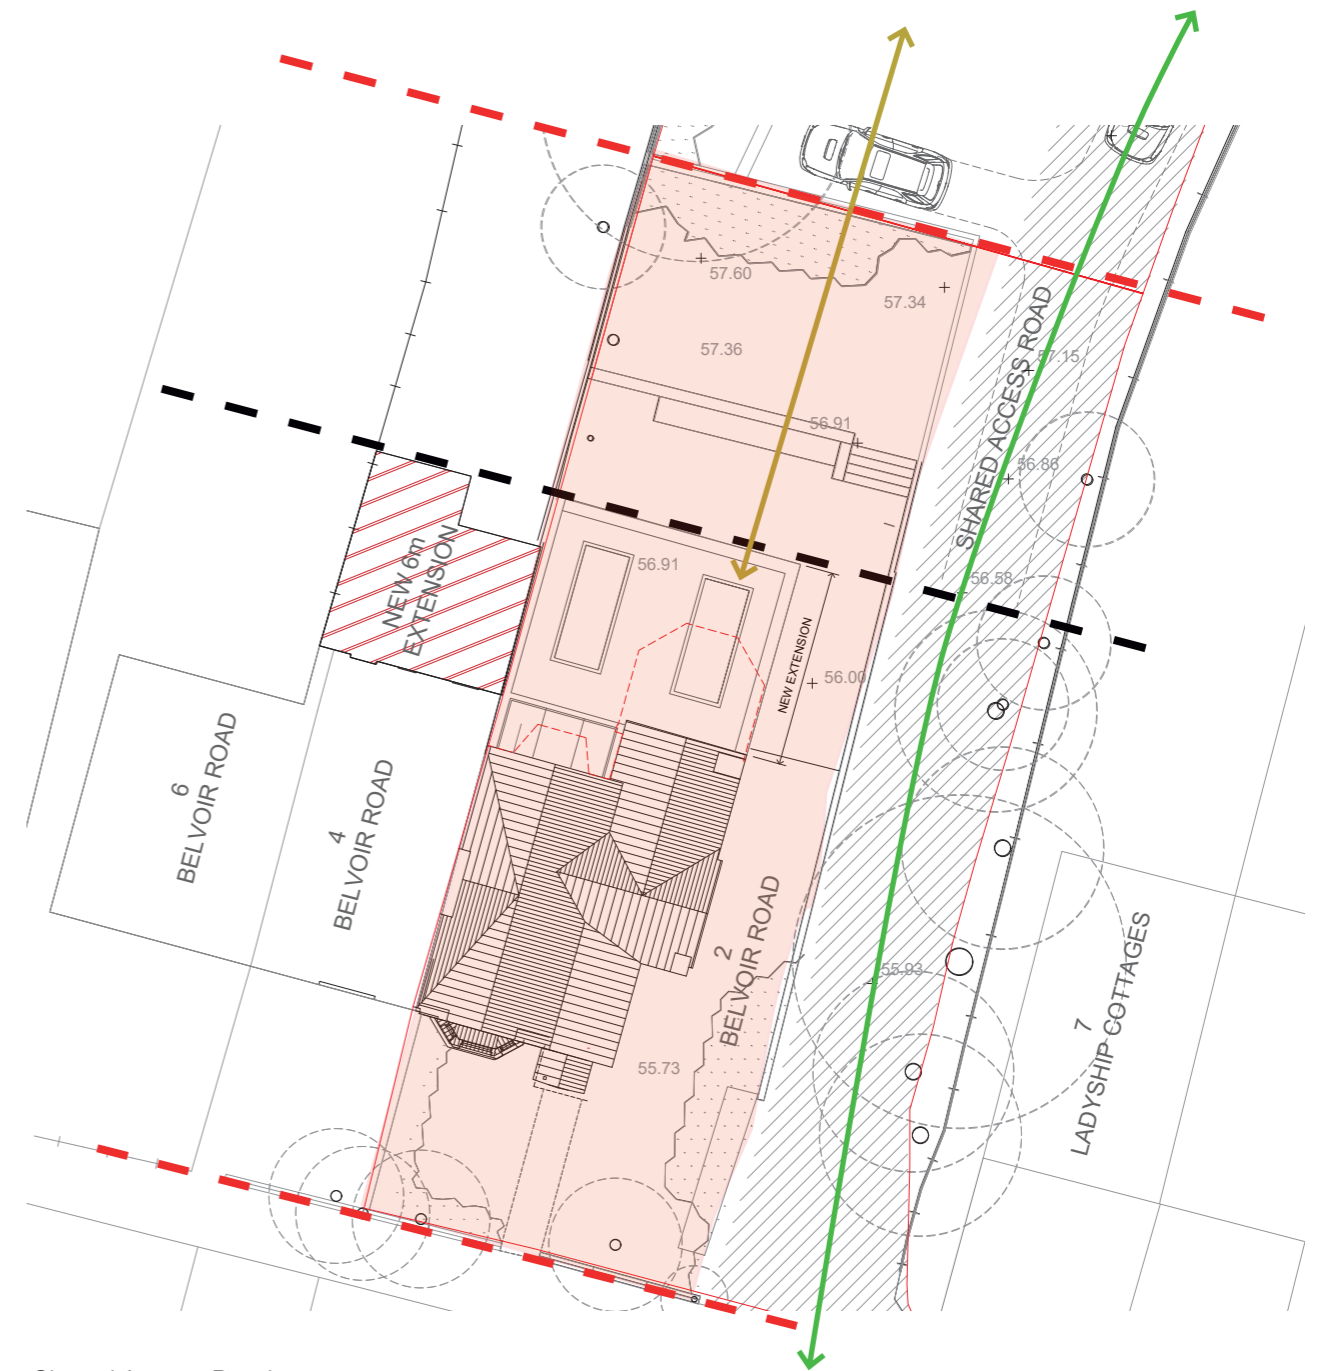 57.60
57.34
57.36
57.15
56.91
SHARED ACCESS ROAD
56.86
NEW 6m
EXTENSION
56.91
56.58
NEW EXTENSION
56.00
6
BELVOIR ROAD
4
BELVOIR ROAD
2
BELVOIR ROAD
55.93
7
LADYSHIP COTTAGES
55.73